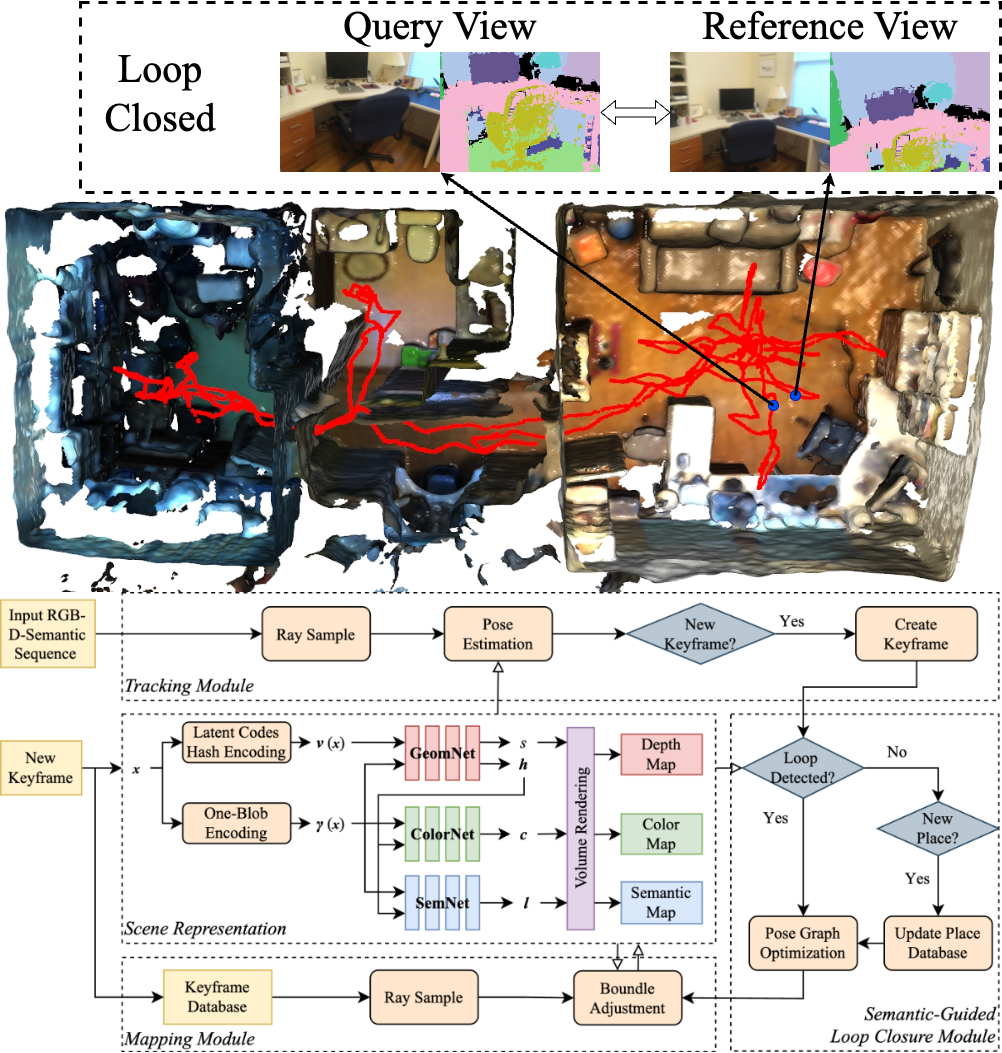 Query View
Reference View
Loop
Closed
Input RGB-
D-Semantic
Sequence
Ray Sample
Pose
Estimation
New
Keyframe?
Yes
Create
Keyframe
Tracking Module
New
Keyframe
x
Latent Codes
Hash Encoding
v (x)
One-Blob
Encoding
γ (x)
GeomNet
s
h
ColorNet
c
SemNet
l
Volume Rendering
Depth
Map
Color
Map
Semantic
Map
Scene Representation
Loop
Detected?
No
Yes
New
Place?
Yes
Pose Graph
Optimization
Update Place
Database
Semantic-Guided
Loop Closure Module
Keyframe
Database
Ray Sample
Boundle
Adjustment
Mapping Module